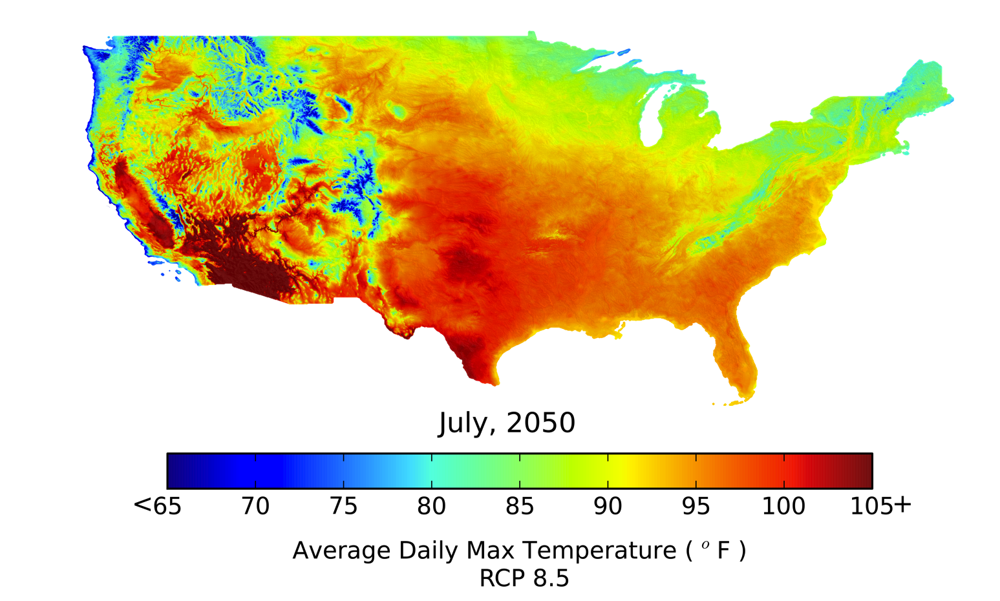 July, 2050
<65 70 75 80 85 90 95 100 105+
Average Daily Max Temperature ( º F )
RCP 8.5